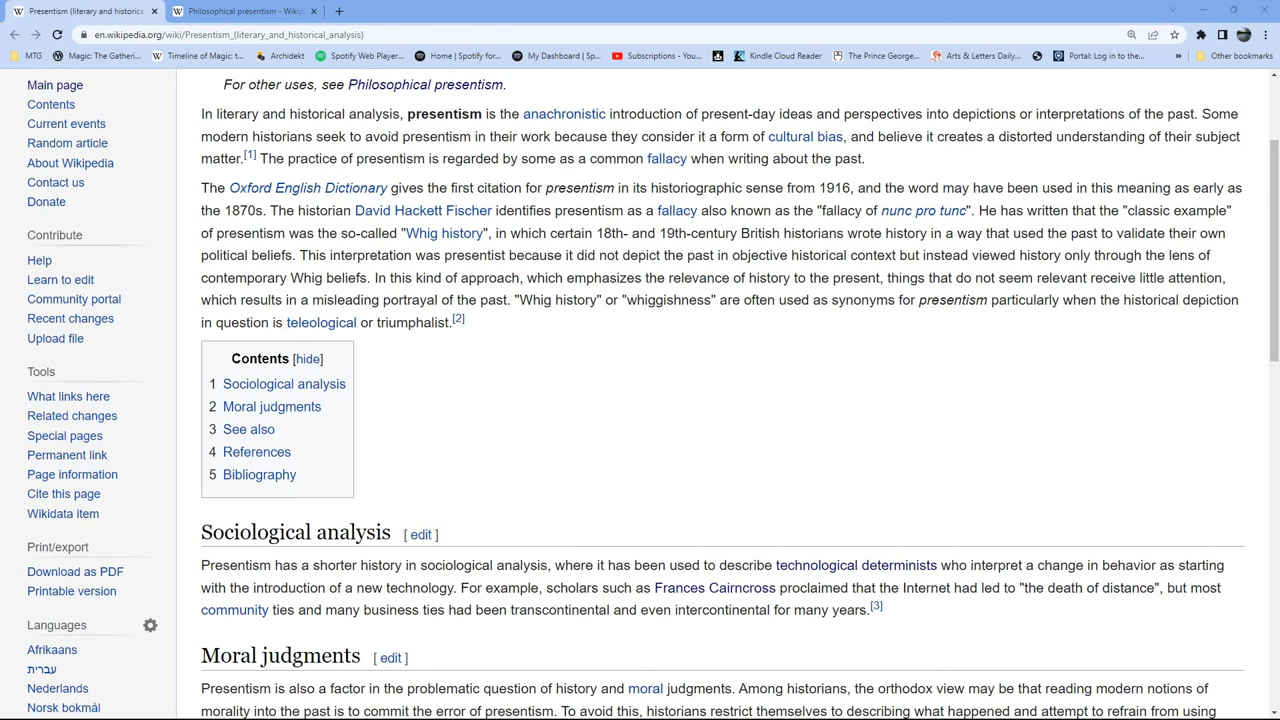 Presentism (literary and historica
Philosophical presentism - Wikip
en.wikipedia.org/wiki/Presentism_(literary_and_historical_analysis)
MTG
Magic: The Gatheri...
Timeline of Magic: t...
Archidekt
Spotify Web Player...
Home | Spotify for...
My Dashboard | Sp...
Subscriptions - You...
Kindle Cloud Reader
The Prince George...
Arts & Letters Daily...
Portal: Log in to the...
»
Other bookmarks
Main page
Contents
Current events
Random article
About Wikipedia
Contact us
Donate
Contribute
Help
Learn to edit
Community portal
Recent changes
Upload file
Tools
What links here
Related changes
Special pages
Permanent link
Page information
Cite this page
Wikidata item
Print/export
Download as PDF
Printable version
Languages
Afrikaans
עברית
Nederlands
Norsk bokmål
For other uses, see Philosophical presentism.
In literary and historical analysis, presentism is the anachronistic introduction of present-day ideas and perspectives into depictions or interpretations of the past. Some
modern historians seek to avoid presentism in their work because they consider it a form of cultural bias, and believe it creates a distorted understanding of their subject
matter.[1] The practice of presentism is regarded by some as a common fallacy when writing about the past.
The Oxford English Dictionary gives the first citation for presentism in its historiographic sense from 1916, and the word may have been used in this meaning as early as
the 1870s. The historian David Hackett Fischer identifies presentism as a fallacy also known as the "fallacy of nunc pro tunc". He has written that the "classic example"
of presentism was the so-called "Whig history", in which certain 18th- and 19th-century British historians wrote history in a way that used the past to validate their own
political beliefs. This interpretation was presentist because it did not depict the past in objective historical context but instead viewed history only through the lens of
contemporary Whig beliefs. In this kind of approach, which emphasizes the relevance of history to the present, things that do not seem relevant receive little attention,
which results in a misleading portrayal of the past. "Whig history" or "whiggishness" are often used as synonyms for presentism particularly when the historical depiction
in question is teleological or triumphalist.[2]
Contents [hide]
1 Sociological analysis
2 Moral judgments
3 See also
4 References
5 Bibliography
Sociological analysis [ edit ]
Presentism has a shorter history in sociological analysis, where it has been used to describe technological determinists who interpret a change in behavior as starting
with the introduction of a new technology. For example, scholars such as Frances Cairncross proclaimed that the Internet had led to "the death of distance", but most
community ties and many business ties had been transcontinental and even intercontinental for many years.[3]
Moral judgments [ edit ]
Presentism is also a factor in the problematic question of history and moral judgments. Among historians, the orthodox view may be that reading modern notions of
morality into the past is to commit the error of presentism. To avoid this, historians restrict themselves to describing what happened and attempt to refrain from using